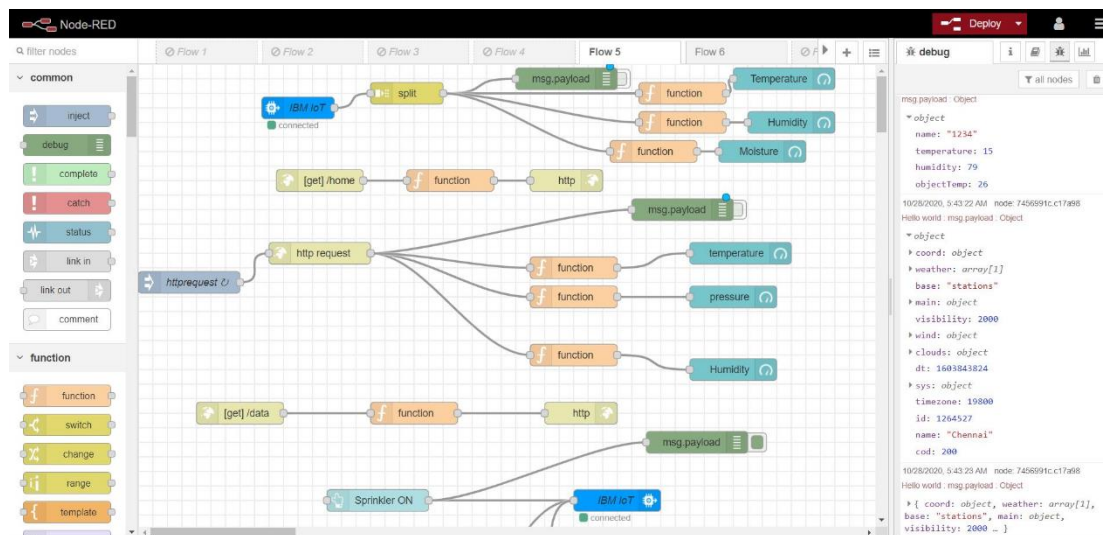 Node-RED
Deploy
filter nodes
Flow 1
Flow 2
Flow 3
Flow 4
Flow 5
Flow 6
debug
i
common
inject
debug
complete
catch
status
link in
link out
comment
function
function
switch
change
range
template
IBM IoT
connected
split
msg.payload
function
Temperature
function
Humidity
function
Moisture
[get] /home
function
http
msg.payload
httprequest ↻
http request
function
temperature
function
pressure
function
Humidity
[get] /data
function
http
msg.payload
Sprinkler ON
IBM IoT
connected
all nodes
msg.payload : Object
object
name: "1234"
temperature: 15
humidity: 79
objectTemp: 26
10/28/2020, 5:43:22 AM node: 7456991c.c17a98
Hello world : msg.payload : Object
object
coord: object
weather: array[1]
base: "stations"
main: object
visibility: 2000
wind: object
clouds: object
dt: 1603843824
sys: object
timezone: 19800
id: 1264527
name: "Chennai"
cod: 200
10/28/2020, 5:43:23 AM node: 7456991c.c17a98
Hello world : msg.payload : Object
{ coord: object, weather: array[1],
base: "stations", main: object,
visibility: 2000 … }